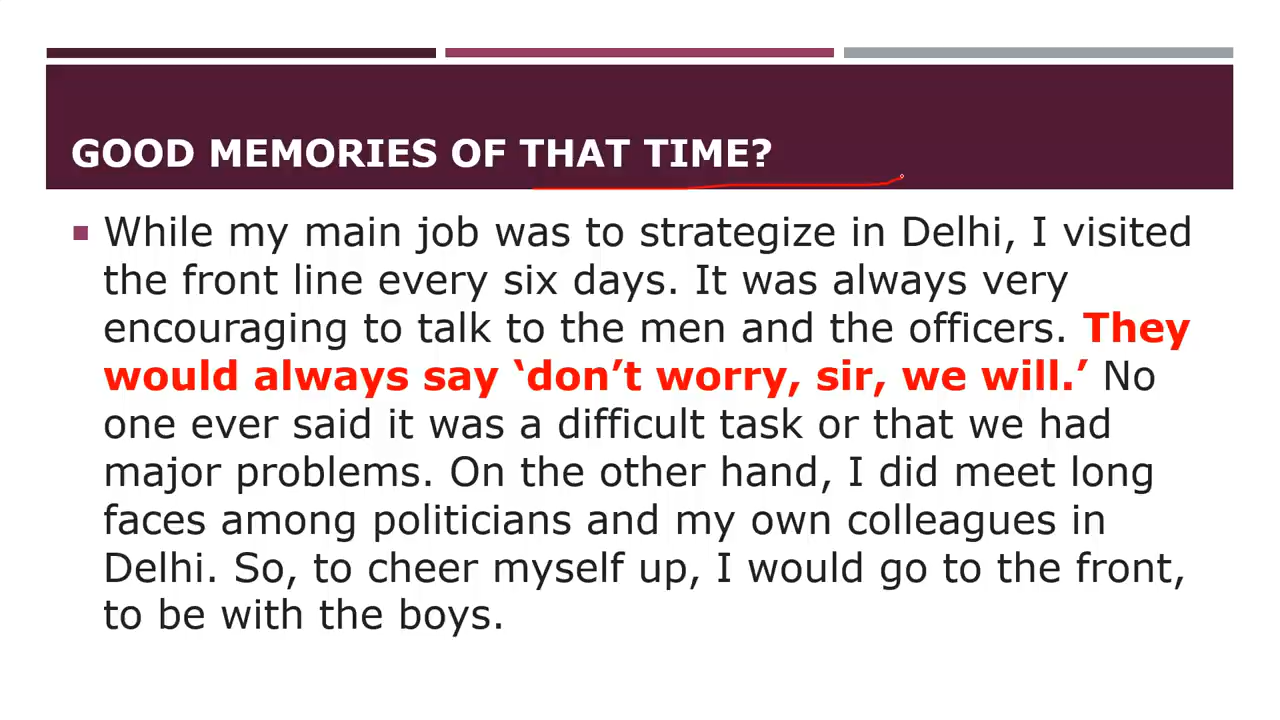 GOOD MEMORIES OF THAT TIME?
While my main job was to strategize in Delhi, I visited
the front line every six days. It was always very
encouraging to talk to the men and the officers. They
would always say ‘don’t worry, sir, we will.’ No
one ever said it was a difficult task or that we had
major problems. On the other hand, I did meet long
faces among politicians and my own colleagues in
Delhi. So, to cheer myself up, I would go to the front,
to be with the boys.